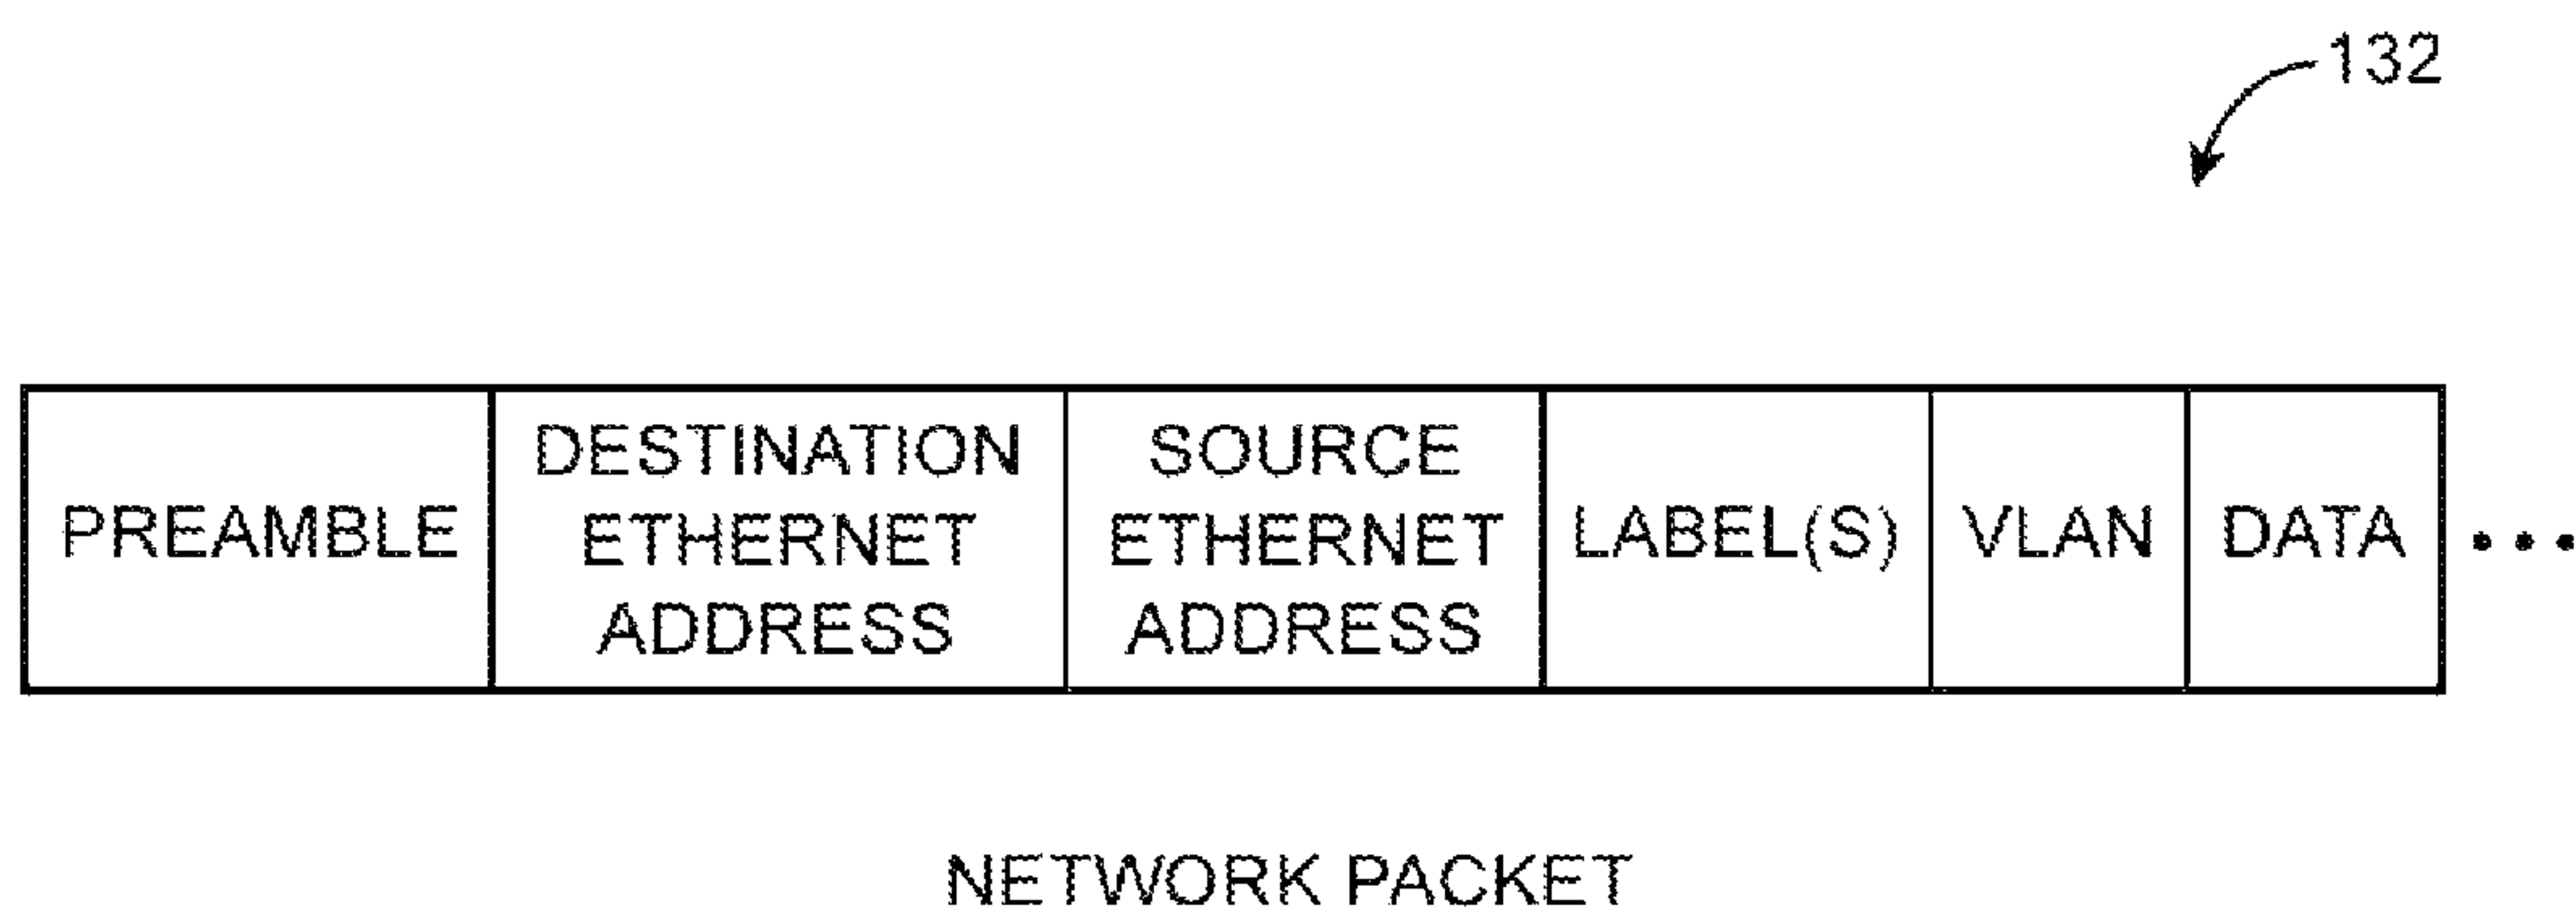 132
PREAMBLE
DESTINATION
ETHERNET
ADDRESS
SOURCE
ETHERNET
ADDRESS
LABEL(S)
VLAN
DATA
...
NETWORK PACKET